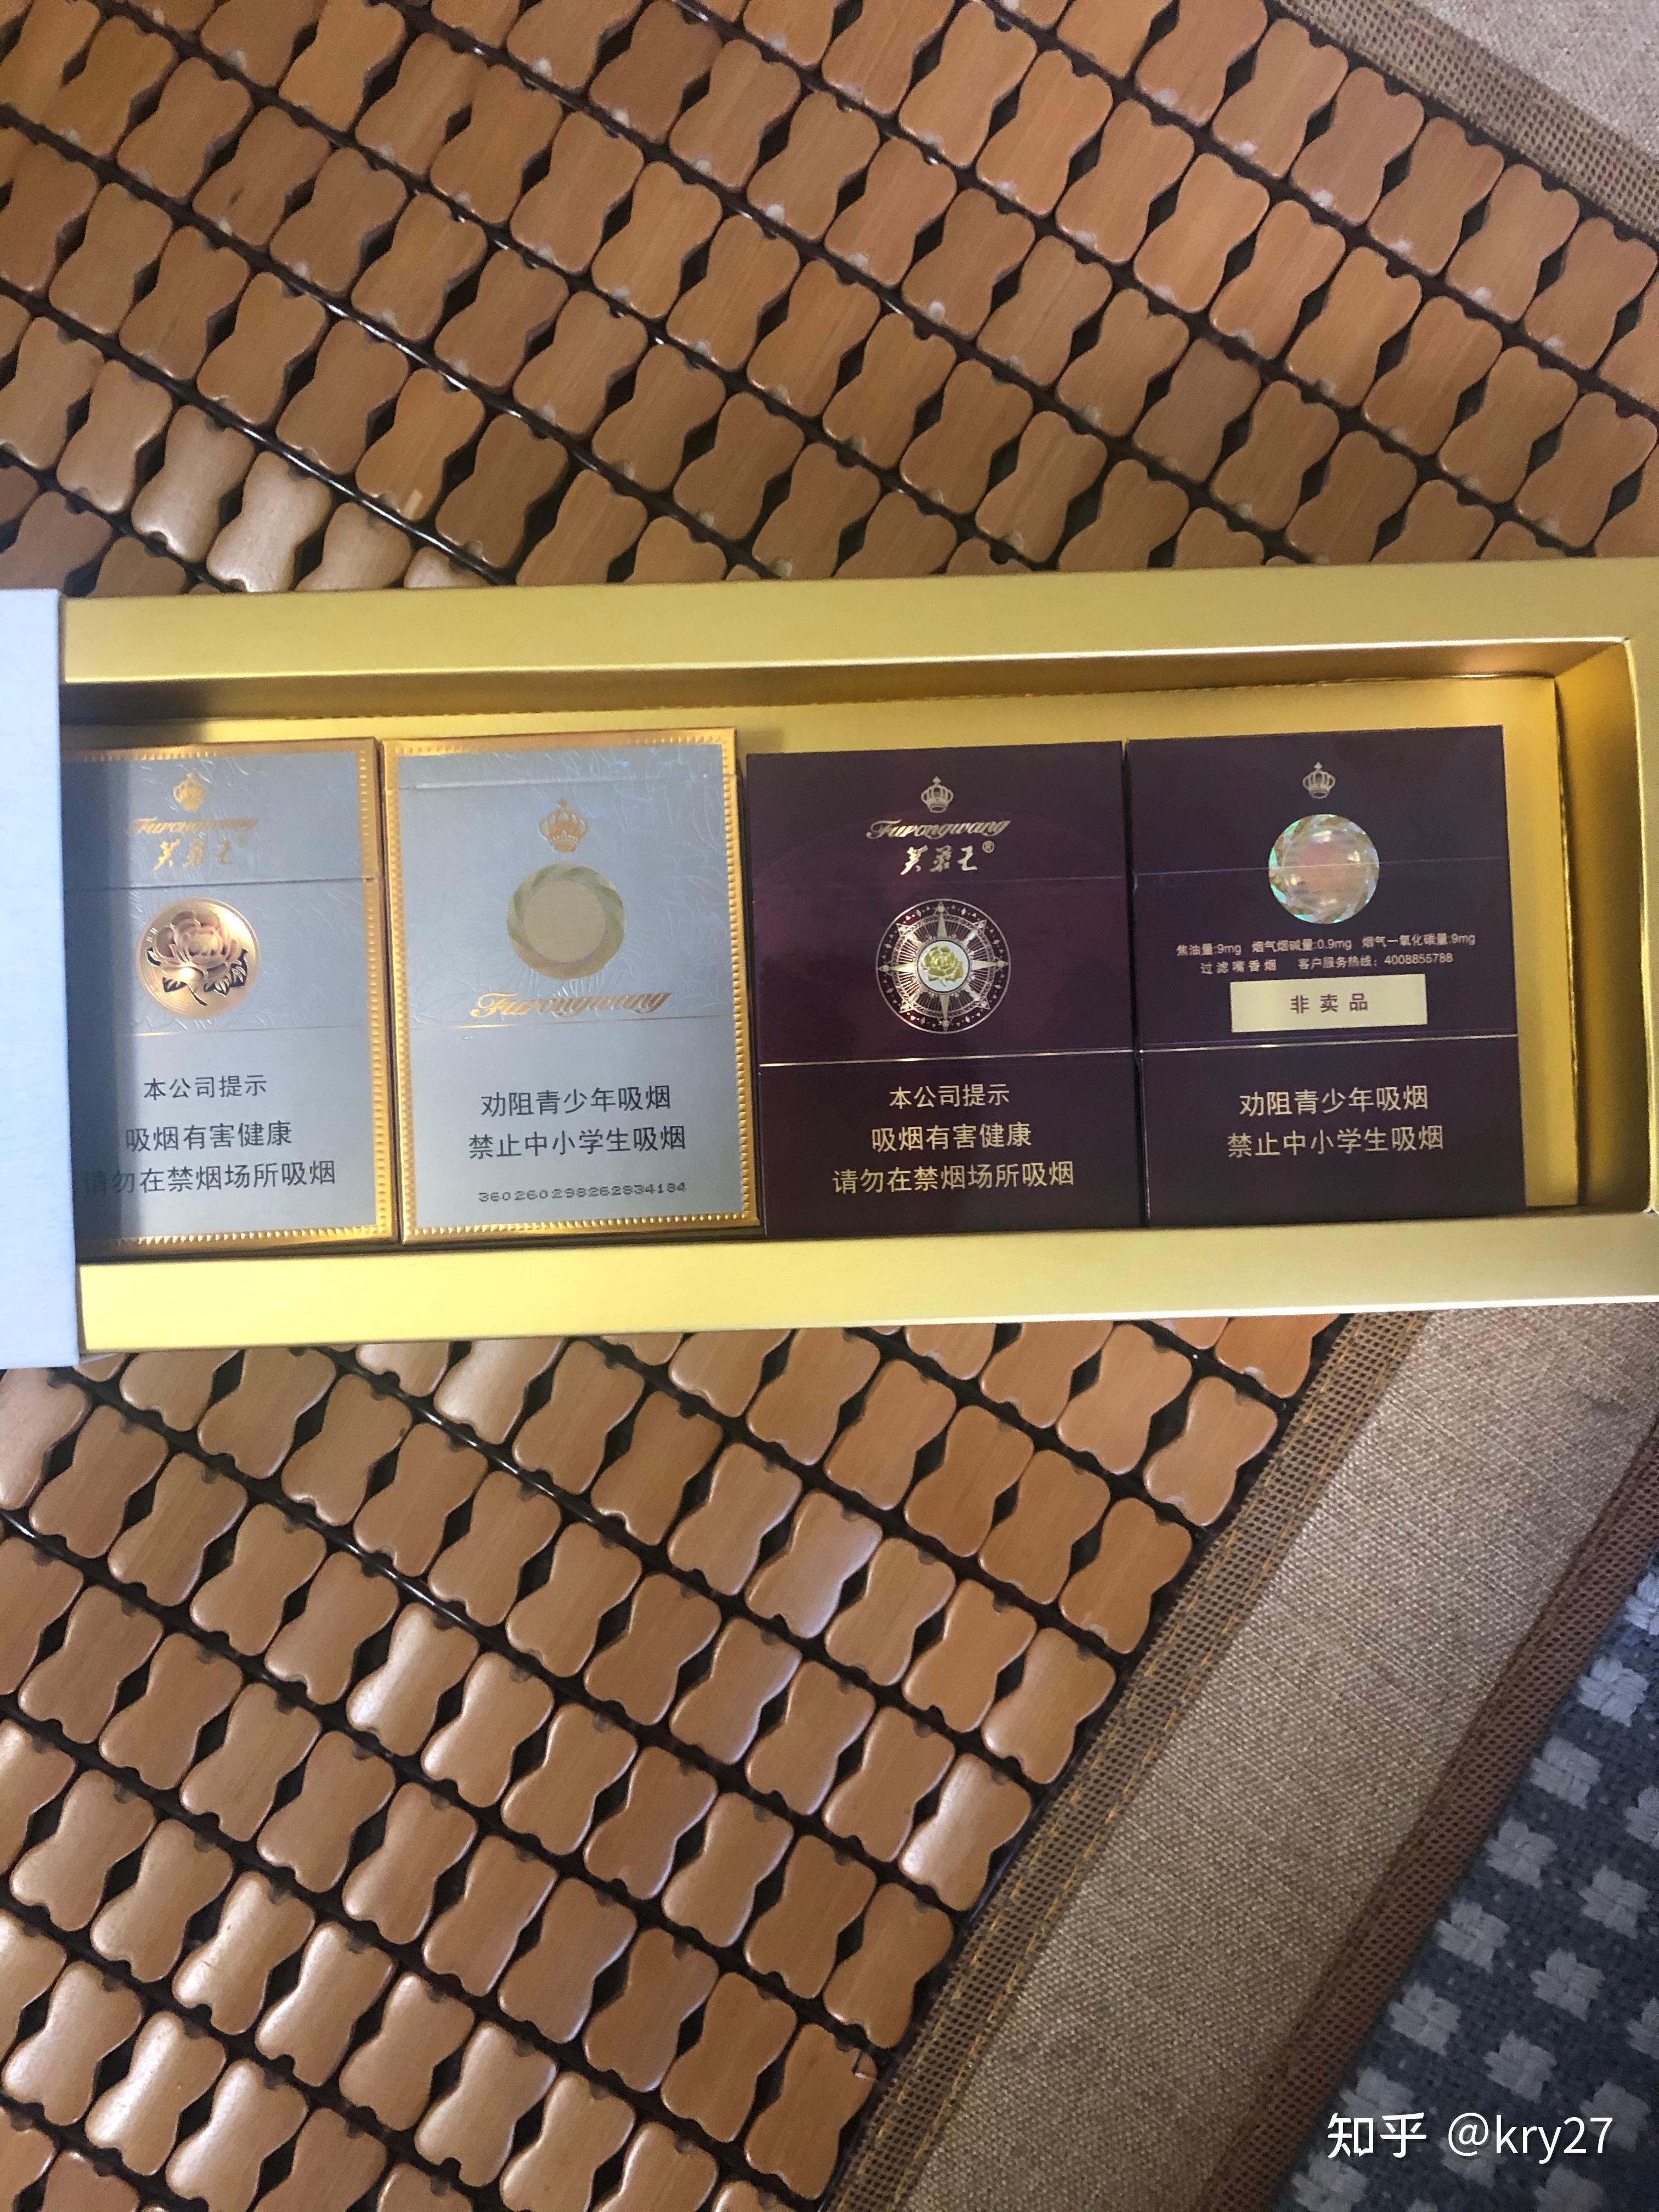 Furongwang
芙蓉王
本公司提示
吸烟有害健康
请勿在禁烟场所吸烟
Furongwang
劝阻青少年吸烟
禁止中小学生吸烟
360260298262834184
Furongwang
芙蓉王®
本公司提示
吸烟有害健康
请勿在禁烟场所吸烟
焦油量:9mg 烟气烟碱量:0.9mg 烟气一氧化碳量:9mg
过滤嘴香烟 客户服务热线：4008855788
非卖品
劝阻青少年吸烟
禁止中小学生吸烟
知乎 @kry27